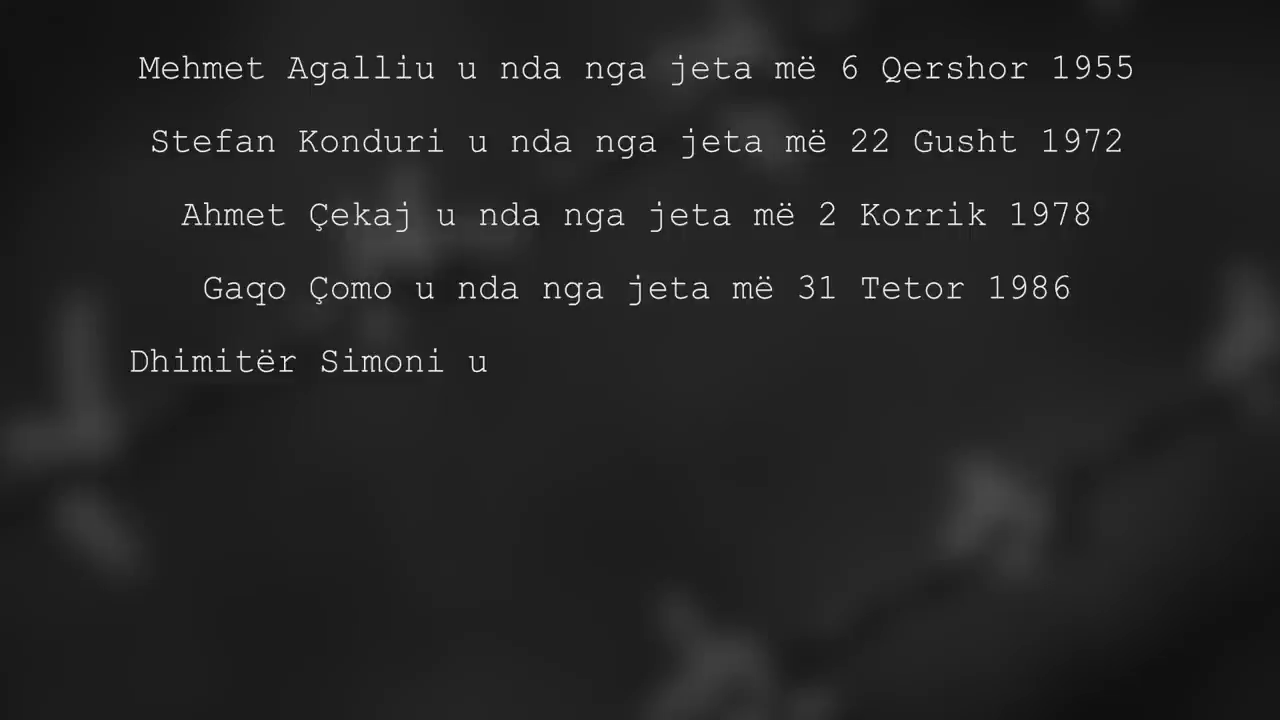 Mehmet Agalliu u nda nga jeta më 6 Qershor 1955
Stefan Konduri u nda nga jeta më 22 Gusht 1972
Ahmet Çekaj u nda nga jeta më 2 Korrik 1978
Gaqo Çomo u nda nga jeta më 31 Tetor 1986
Dhimitër Simoni u